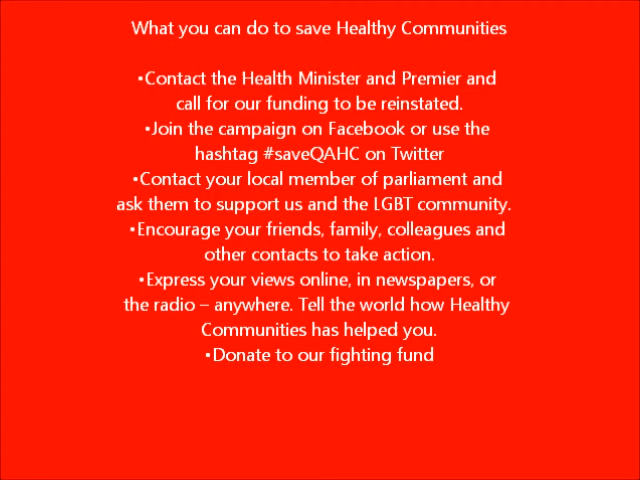 What you can do to save Healthy Communities
•Contact the Health Minister and Premier and
call for our funding to be reinstated.
•Join the campaign on Facebook or use the
hashtag #saveQAHC on Twitter
•Contact your local member of parliament and
ask them to support us and the LGBT community.
•Encourage your friends, family, colleagues and
other contacts to take action.
•Express your views online, in newspapers, or
the radio – anywhere. Tell the world how Healthy
Communities has helped you.
•Donate to our fighting fund